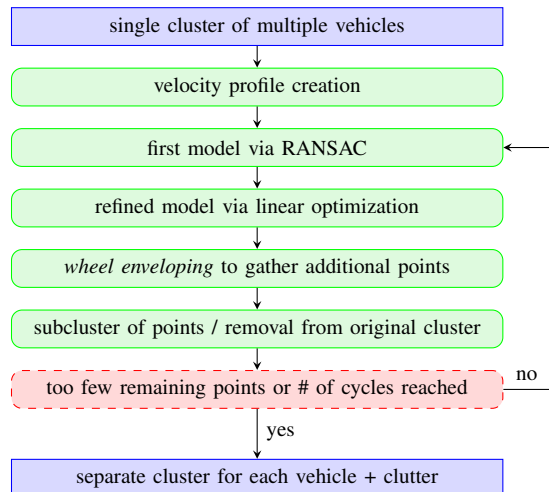 single cluster of multiple vehicles
velocity profile creation
first model via RANSAC
refined model via linear optimization
wheel enveloping to gather additional points
subcluster of points / removal from original cluster
too few remaining points or # of cycles reached
no
yes
separate cluster for each vehicle + clutter